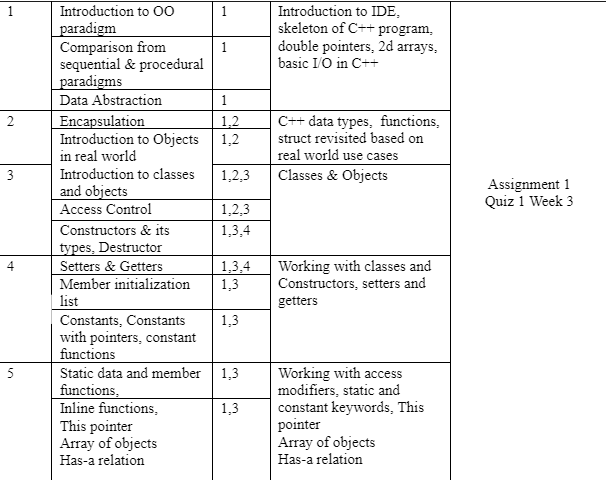 1
Introduction to OO
paradigm
1
Introduction to IDE,
skeleton of C++ program,
double pointers, 2d arrays,
basic I/O in C++
Comparison from
sequential & procedural
paradigms
1
Data Abstraction
1
2
Encapsulation
1,2
C++ data types, functions,
struct revisited based on
real world use cases
Introduction to Objects
in real world
1,2
3
Introduction to classes
and objects
1,2,3
Classes & Objects
Access Control
1,2,3
Constructors & its
types, Destructor
1,3,4
Assignment 1
Quiz 1 Week 3
4
Setters & Getters
1,3,4
Working with classes and
Constructors, setters and
getters
Member initialization
list
1,3
Constants, Constants
with pointers, constant
functions
1,3
5
Static data and member
functions,
1,3
Working with access
modifiers, static and
constant keywords, This
pointer
Array of objects
Has-a relation
Inline functions,
This pointer
Array of objects
Has-a relation
1,3